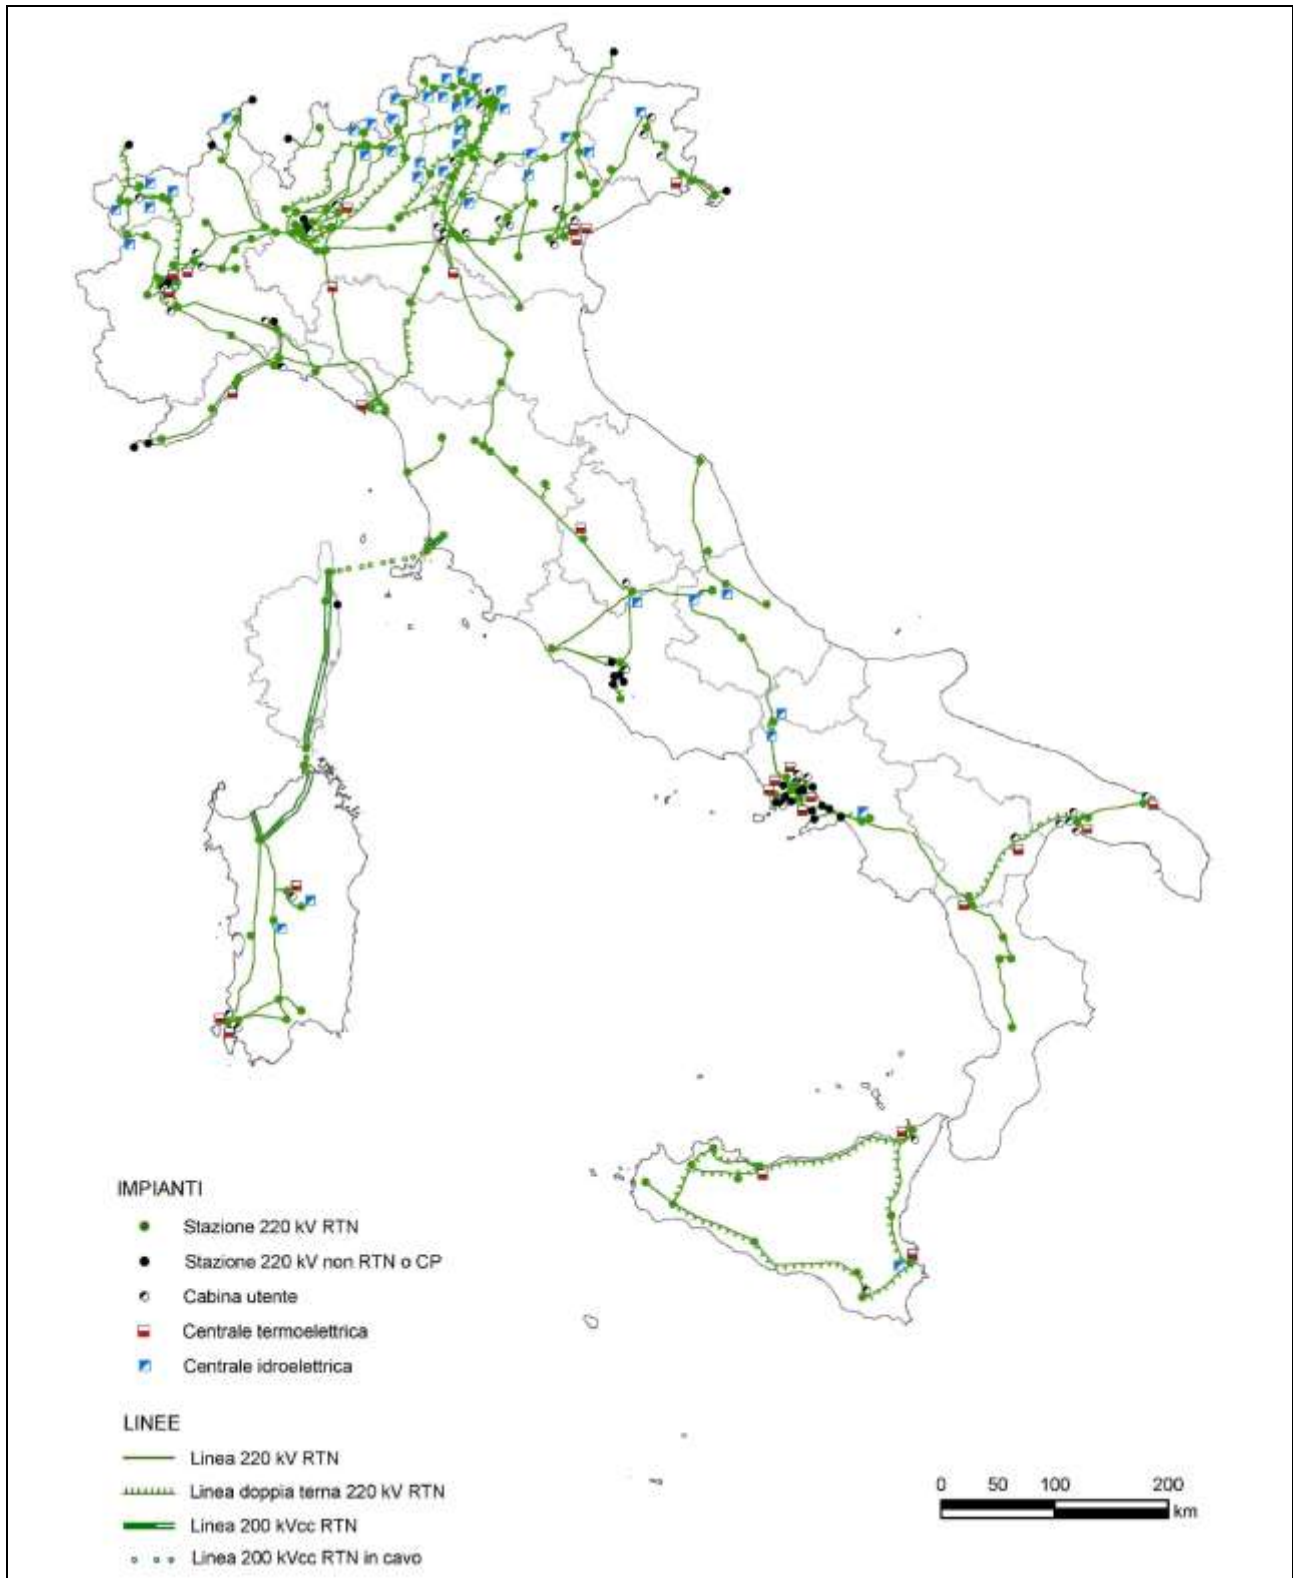 IMPIANTI
Stazione 220 kV RTN
Stazione 220 kV non RTN o CP
Cabina utente
Centrale termoelettrica
Centrale idroelettrica
LINEE
Linea 220 kV RTN
Linea doppia terna 220 kV RTN
Linea 200 kVcc RTN
Linea 200 kVcc RTN in cavo
0 50 100 200
km